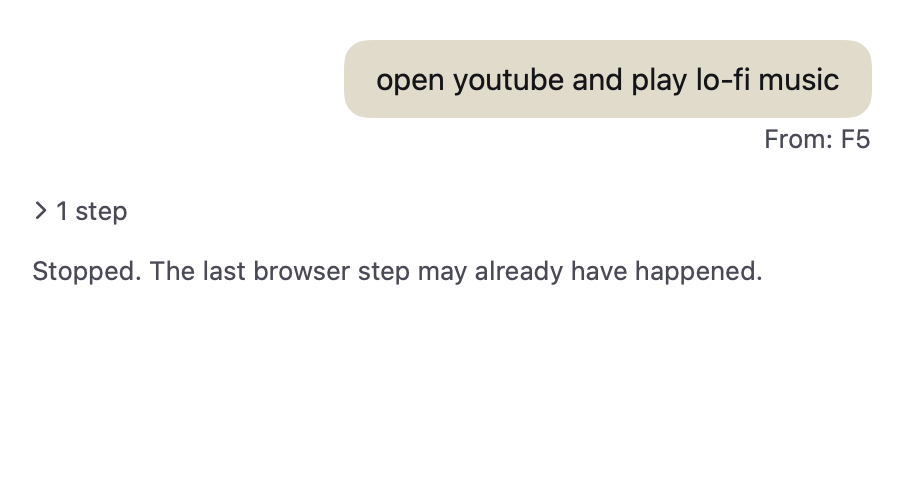 open youtube and play lo-fi music
From: F5
> 1 step
Stopped. The last browser step may already have happened.